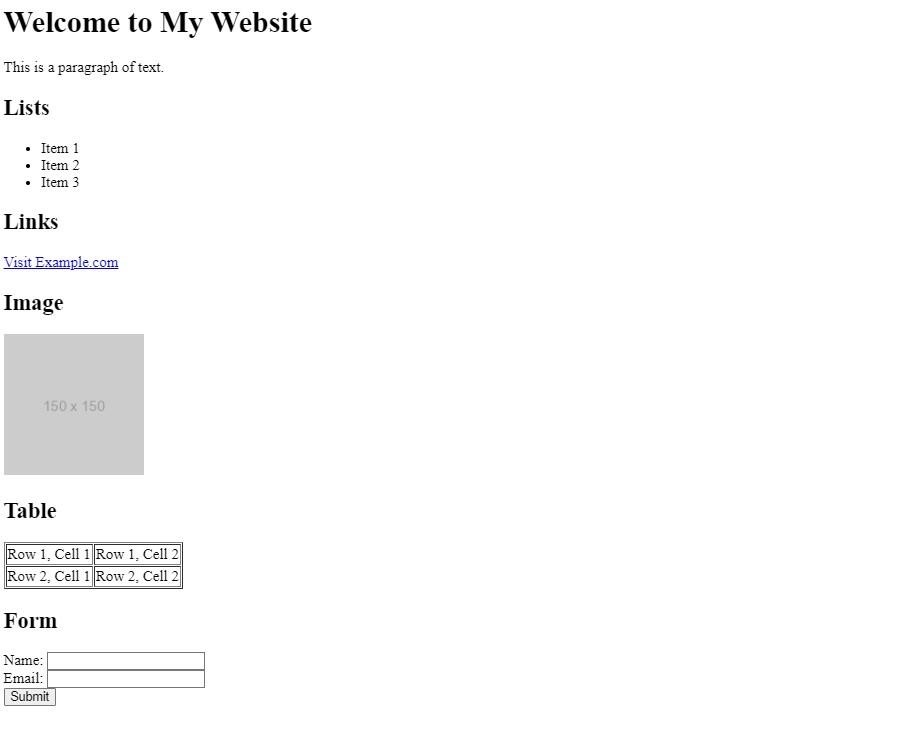 Welcome to My Website
This is a paragraph of text.
Lists
Item 1
Item 2
Item 3
Links
Visit Example.com
Image
150 x 150
Table
Row 1, Cell 1 Row 1, Cell 2
Row 2, Cell 1 Row 2, Cell 2
Form
Name:
Email:
Submit